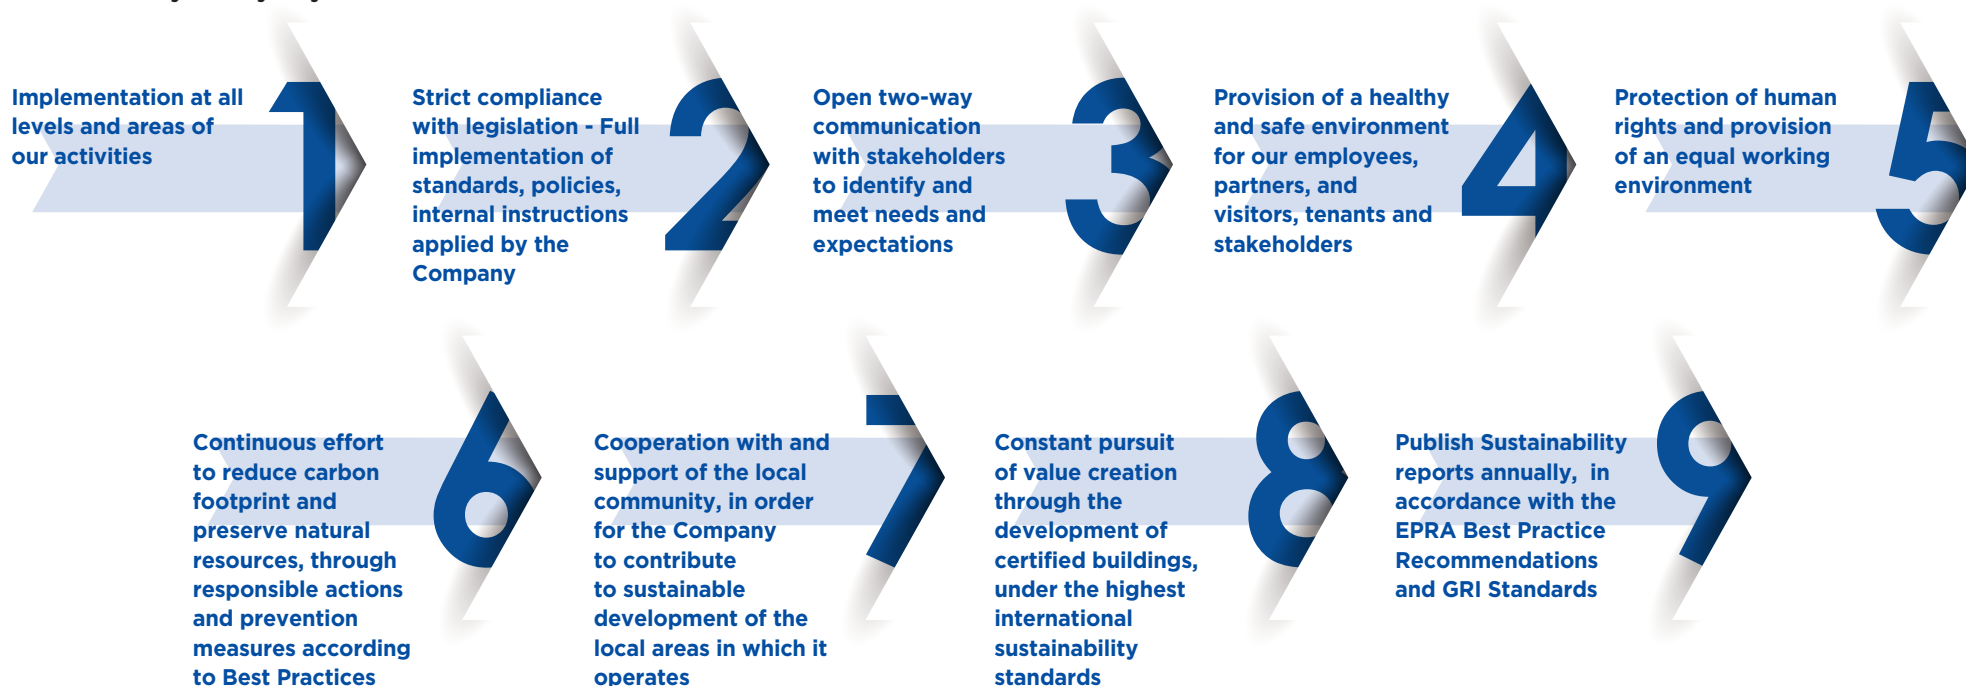 Implementation at all
levels and areas of
our activities
1
Strict compliance
with legislation - Full
implementation of
standards, policies,
internal instructions
applied by the
Company
2
Open two-way
communication
with stakeholders
to identify and
meet needs and
expectations
3
Provision of a healthy
and safe environment
for our employees,
partners, and
visitors, tenants and
stakeholders
4
Protection of human
rights and provision
of an equal working
environment
5
Continuous effort
to reduce carbon
footprint and
preserve natural
resources, through
responsible actions
and prevention
measures according
to Best Practices
6
Cooperation with and
support of the local
community, in order
for the Company
to contribute
to sustainable
development of the
local areas in which it
operates
7
Constant pursuit
of value creation
through the
development of
certified buildings,
under the highest
international
sustainability
standards
8
Publish Sustainability
reports annually,  in
accordance with the
EPRA Best Practice
Recommendations
and GRI Standards
9